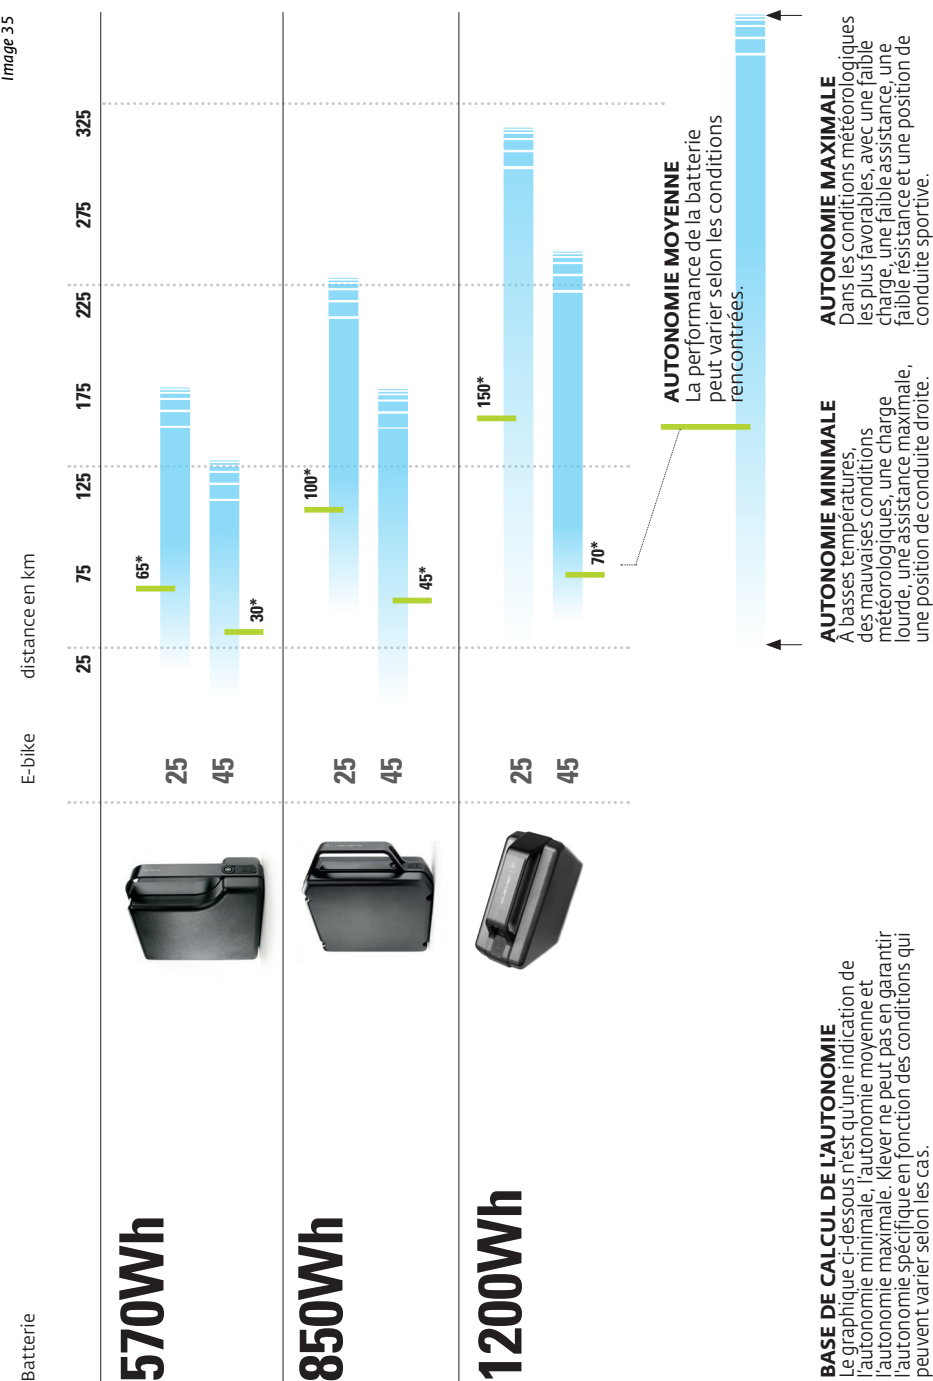 Image 35
Batterie
E-bike
distance en km
25
75
125
175
225
275
325
570Wh
25
65*
45
30*
850Wh
25
100*
45
45*
1200Wh
25
150*
45
70*
AUTONOMIE MOYENNE
La performance de la batterie
peut varier selon les conditions
rencontrées.
BASE DE CALCUL DE L'AUTONOMIE
Le graphique ci-dessous n'est qu'une indication de
l'autonomie minimale, l'autonomie moyenne et
l'autonomie maximale. Klever ne peut pas en garantir
l'autonomie spécifique en fonction des conditions qui
peuvent varier selon les cas.
AUTONOMIE MINIMALE
À basses températures,
des mauvaises conditions
météorologiques, une charge
lourde, une assistance maximale,
une position de conduite droite.
AUTONOMIE MAXIMALE
Dans les conditions météorologiques
les plus favorables, avec une faible
charge, une faible assistance, une
faible résistance et une position de
conduite sportive.